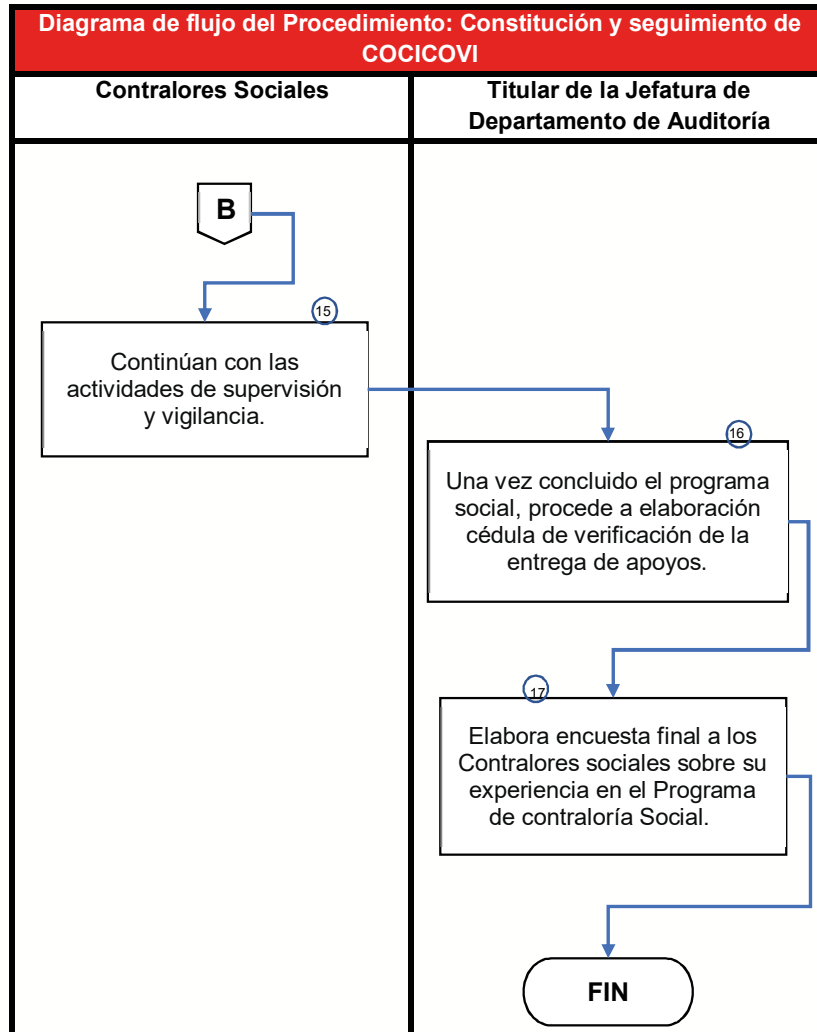 Diagrama de flujo del Procedimiento: Constitución y seguimiento de
COCICOVI
Contralores Sociales
Titular de la Jefatura de
Departamento de Auditoría
B
15
Continúan con las
actividades de supervisión
y vigilancia.
16
Una vez concluido el programa
social, procede a elaboración
cédula de verificación de la
entrega de apoyos.
17
Elabora encuesta final a los
Contralores sociales sobre su
experiencia en el Programa
de contraloría Social.
FIN